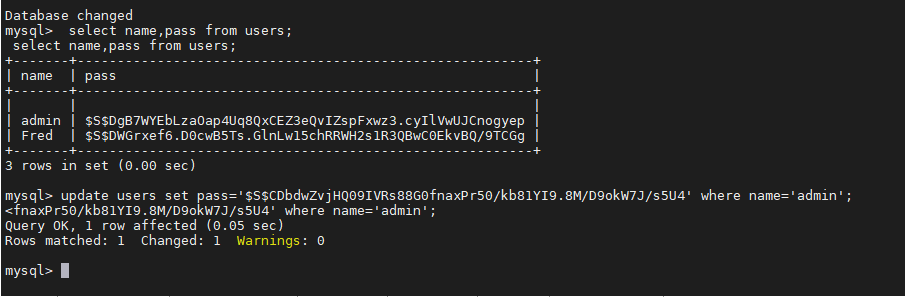 Database changed
mysql>  select name,pass from users;
 select name,pass from users;
+-------+---------------------------------------------------------+
| name  | pass                                                    |
+-------+---------------------------------------------------------+
|       |                                                         |
| admin | $S$DgB7WYEbLzaOap4Uq8QxCEZ3eQvIZspFxwz3.cyIlVwUJCnogyep |
| Fred  | $S$DWGrxef6.D0cwB5Ts.GlnLw15chRRWH2s1R3QBwC0EkvBQ/9TCGg |
+-------+---------------------------------------------------------+
3 rows in set (0.00 sec)
mysql> update users set pass='$S$CDbdwZvjHQ09IVRs88G0fnaxPr50/kb81YI9.8M/D9okW7J/s5U4' where name='admin';
<fnaxPr50/kb81YI9.8M/D9okW7J/s5U4' where name='admin';
Query OK, 1 row affected (0.05 sec)
Rows matched: 1  Changed: 1  Warnings: 0
mysql>